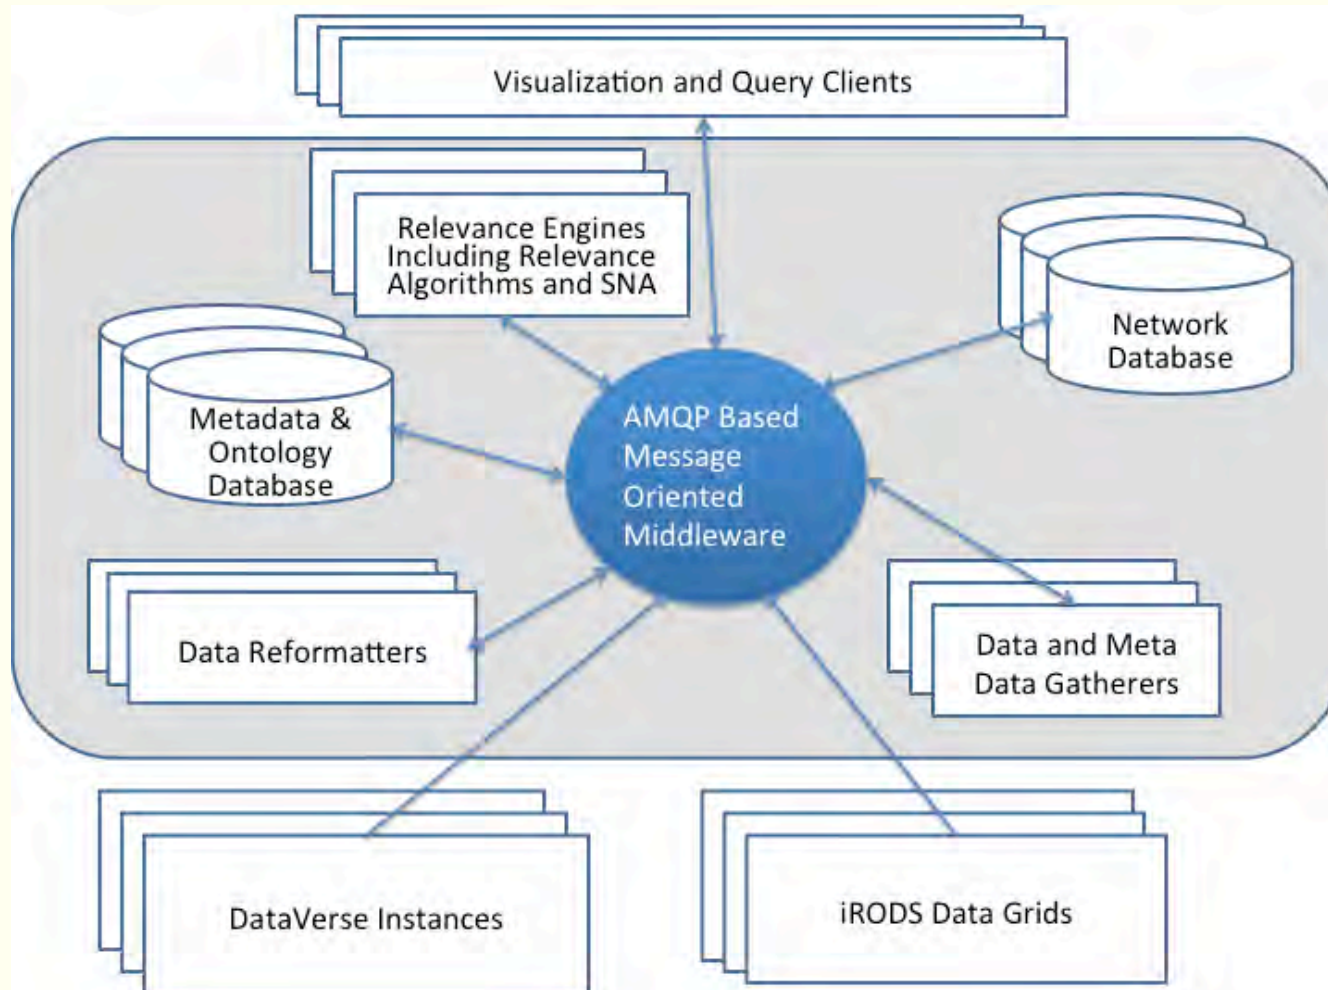 Visualization and Query Clients
Relevance Engines
Including Relevance
Algorithms and SNA
Network
Database
Metadata &
Ontology
Database
AMQP Based
Message
Oriented
Middleware
Data Reformatters
Data and Meta
Data Gatherers
DataVerse Instances
iRODS Data Grids